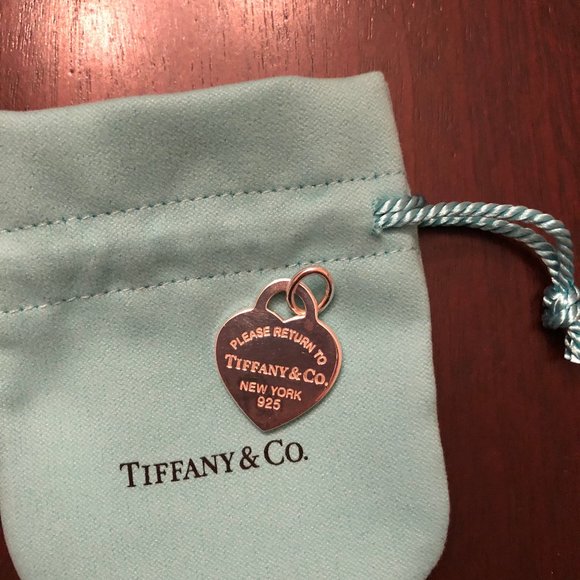 PLEASE RETURN TO
TIFFANY & CO.
NEW YORK
925
TIFFANY & CO.